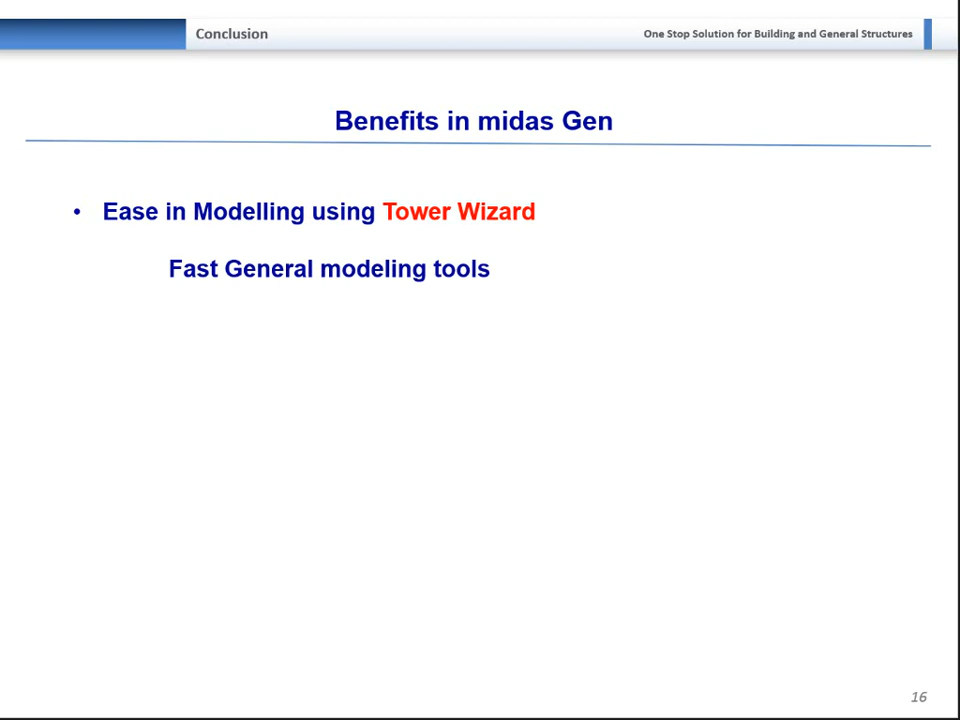 Conclusion
One Stop Solution for Building and General Structures
Benefits in midas Gen
• Ease in Modelling using Tower Wizard
Fast General modeling tools
16